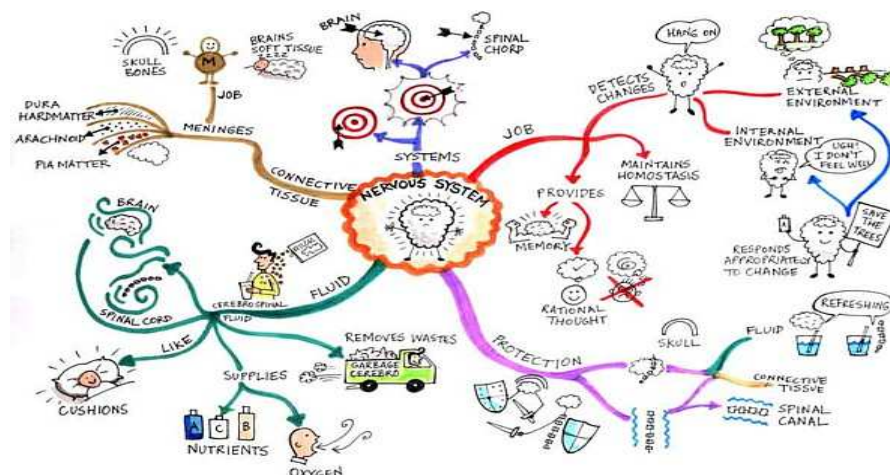 NERVOUS SYSTEM
SYSTEMS
BRAIN
SPINAL
CHORD
JOB
DETECTS
CHANGES
HANG ON
EXTERNAL
ENVIRONMENT
INTERNAL
ENVIRONMENT
UGH!
I DON'T
FEEL WELL
RESPONDS
APPROPRIATELY
TO CHANGE
SAVE
THE
TREES
MAINTAINS
HOMOSTASIS
PROVIDES
MEMORY
RATIONAL
THOUGHT
PROTECTION
SKULL
FLUID
CONNECTIVE
TISSUE
SPINAL
CANAL
REFRESHING
FLUID
CEREBROSPINAL
FLUID
BRAIN
SPINAL CORD
LIKE
CUSHIONS
SUPPLIES
A
C
B
NUTRIENTS
OXYGEN
REMOVES WASTES
GARBAGE
CEREBRO
CONNECTIVE
TISSUE
MENINGES
JOB
M
SKULL
BONES
BRAINS
SOFT TISSUE
ZZZZ
DURA
HARDMATTER
ARACHNOID
PIA MATTER